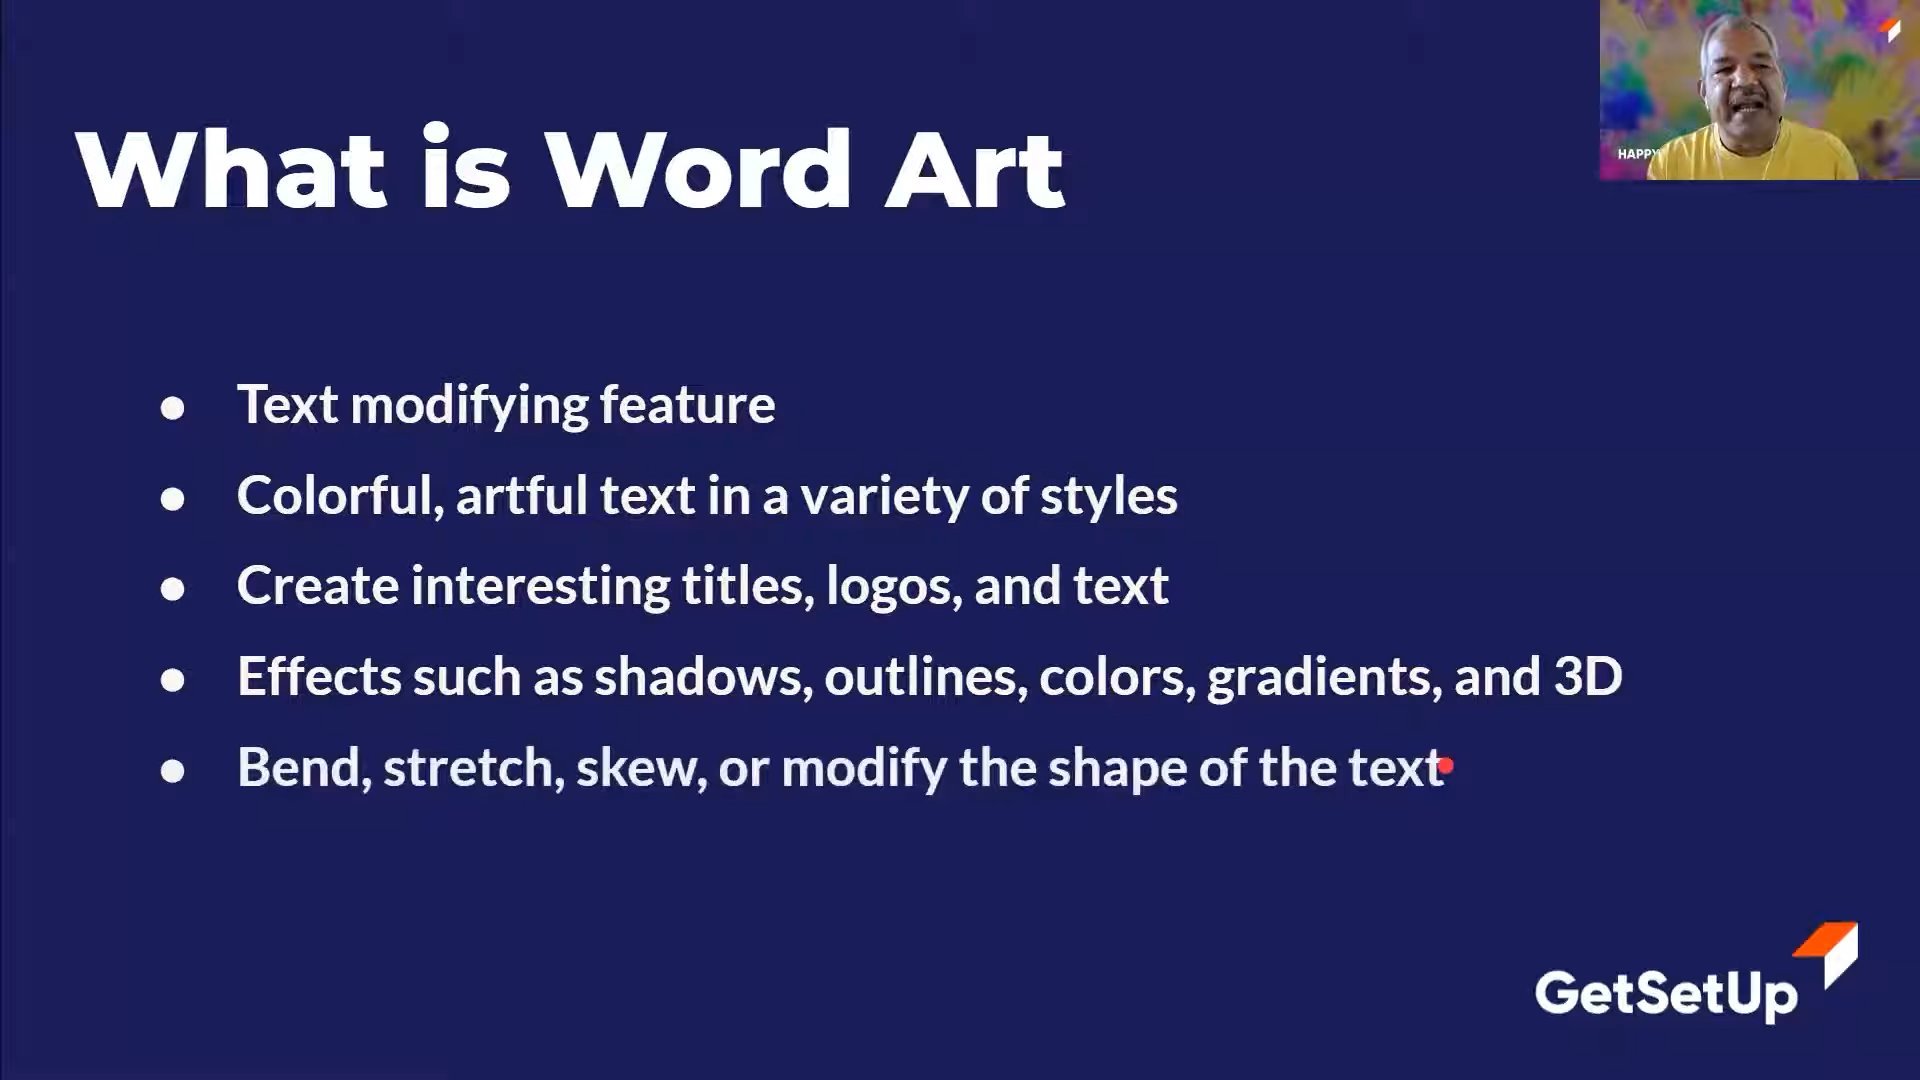 HAPPY
What is Word Art
● Text modifying feature
● Colorful, artful text in a variety of styles
● Create interesting titles, logos, and text
● Effects such as shadows, outlines, colors, gradients, and 3D
● Bend, stretch, skew, or modify the shape of the text
GetSetUp